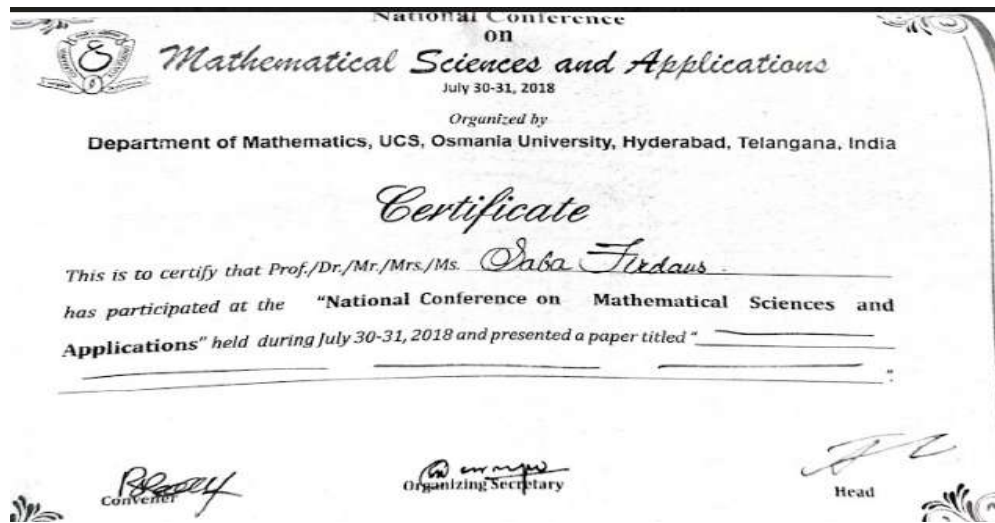 National Conference
on
Mathematical Sciences and Applications
July 30-31, 2018
Organized by
Department of Mathematics, UCS, Osmania University, Hyderabad, Telangana, India
Certificate
This is to certify that Prof./Dr./Mr./Mrs./Ms. Saba Firdaus
has participated at the "National Conference on Mathematical Sciences and
Applications" held during July 30-31, 2018 and presented a paper titled "
".
Convener
Organizing Secretary
Head